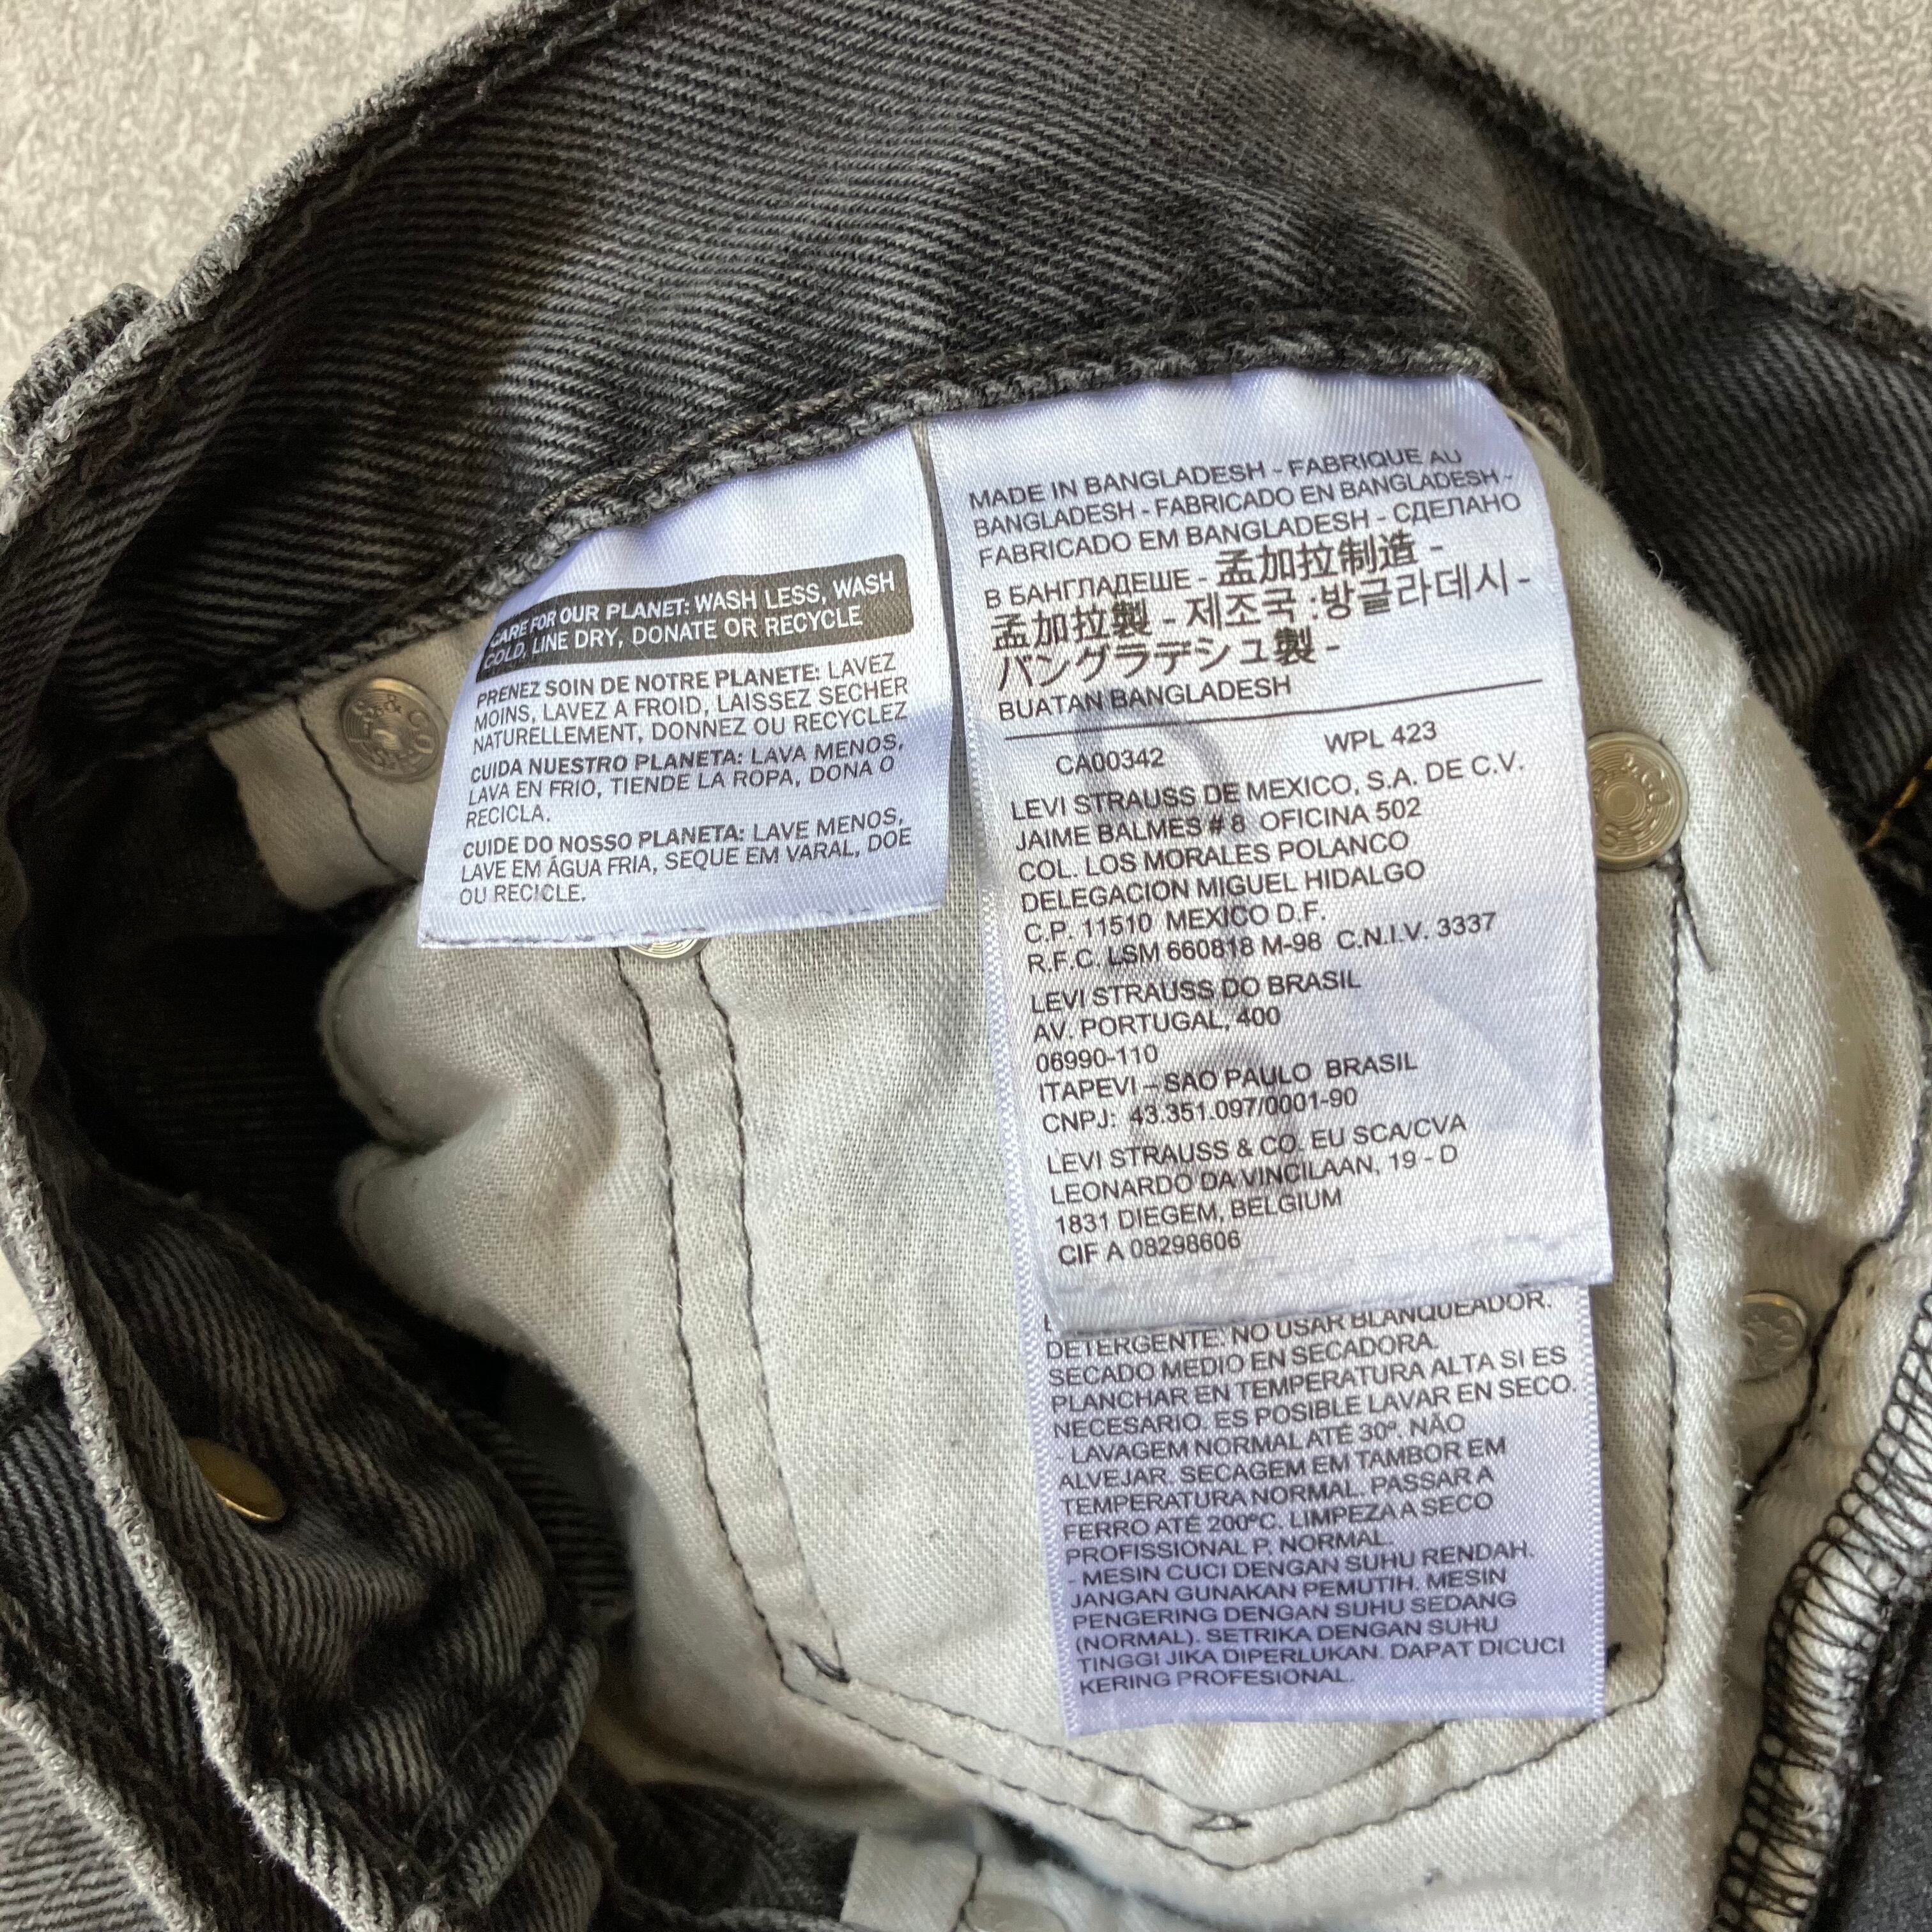 CARE FOR OUR PLANET: WASH LESS, WASH
COLD, LINE DRY, DONATE OR RECYCLE
PRENEZ SOIN DE NOTRE PLANETE: LAVEZ
MOINS, LAVEZ A FROID, LAISSEZ SECHER
NATURELLEMENT, DONNEZ OU RECYCLEZ
CUIDA NUESTRO PLANETA: LAVA MENOS,
LAVA EN FRIO, TIENDE LA ROPA, DONA O
RECICLA.
CUIDE DO NOSSO PLANETA: LAVE MENOS,
LAVE EM ÁGUA FRIA, SEQUE EM VARAL, DOE
OU RECICLE.
MADE IN BANGLADESH - FABRIQUE AU
BANGLADESH - FABRICADO EN BANGLADESH -
FABRICADO EM BANGLADESH - СДЕЛАНО
В БАНГЛАДЕШЕ - 孟加拉制造 -
孟加拉製 - 제조국 :방글라데시 -
バングラデシュ製 -
BUATAN BANGLADESH
CA00342 WPL 423
LEVI STRAUSS DE MEXICO, S.A. DE C.V.
JAIME BALMES # 8 OFICINA 502
COL. LOS MORALES POLANCO
DELEGACION MIGUEL HIDALGO
C.P. 11510 MEXICO D.F.
R.F.C. LSM 660818 M-98 C.N.I.V. 3337
LEVI STRAUSS DO BRASIL
AV. PORTUGAL, 400
06990-110
ITAPEVI – SAO PAULO BRASIL
CNPJ: 43.351.097/0001-90
LEVI STRAUSS & CO. EU SCA/CVA
LEONARDO DA VINCILAAN, 19 - D
1831 DIEGEM, BELGIUM
CIF A 08298606
DETERGENTE. NO USAR BLANQUEADOR.
SECADO MEDIO EN SECADORA.
PLANCHAR EN TEMPERATURA ALTA SI ES
NECESARIO. ES POSIBLE LAVAR EN SECO.
- LAVAGEM NORMAL ATÉ 30º. NÃO
ALVEJAR. SECAGEM EM TAMBOR EM
TEMPERATURA NORMAL. PASSAR A
FERRO ATÉ 200ºC. LIMPEZA A SECO
PROFISSIONAL P. NORMAL.
- MESIN CUCI DENGAN SUHU RENDAH.
JANGAN GUNAKAN PEMUTIH. MESIN
PENGERING DENGAN SUHU SEDANG
(NORMAL). SETRIKA DENGAN SUHU
TINGGI JIKA DIPERLUKAN. DAPAT DICUCI
KERING PROFESIONAL.